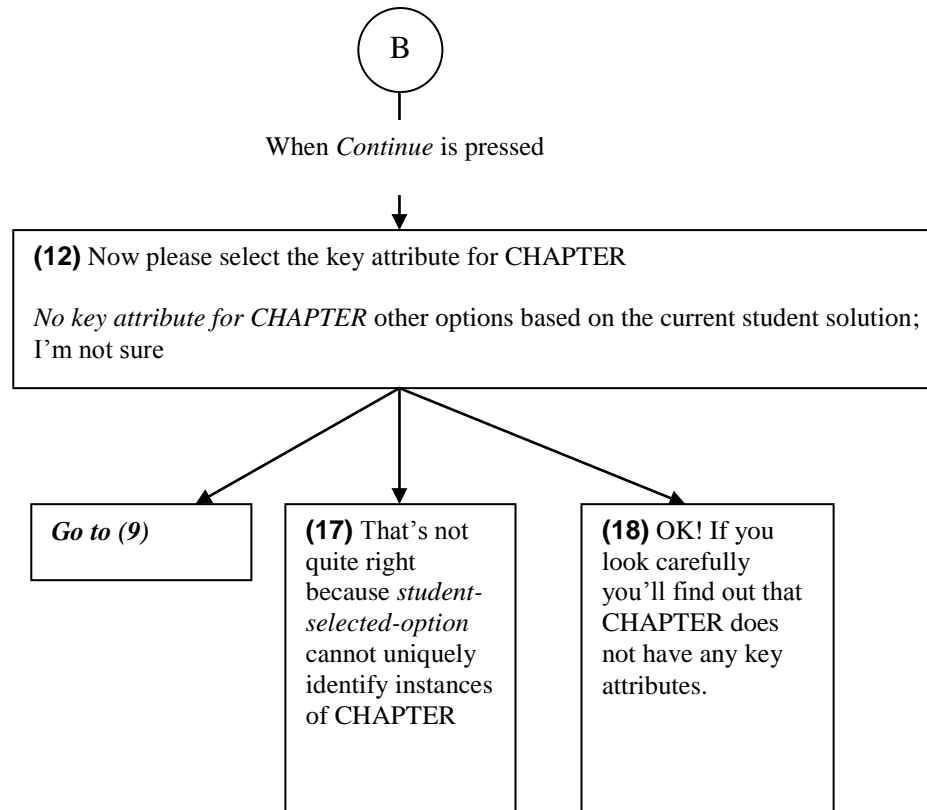 B
When Continue is pressed
(12) Now please select the key attribute for CHAPTER
No key attribute for CHAPTER other options based on the current student solution;
I'm not sure
Go to (9)
(17) That's not
quite right
because student-
selected-option
cannot uniquely
identify instances
of CHAPTER
(18) OK! If you
look carefully
you'll find out that
CHAPTER does
not have any key
attributes.